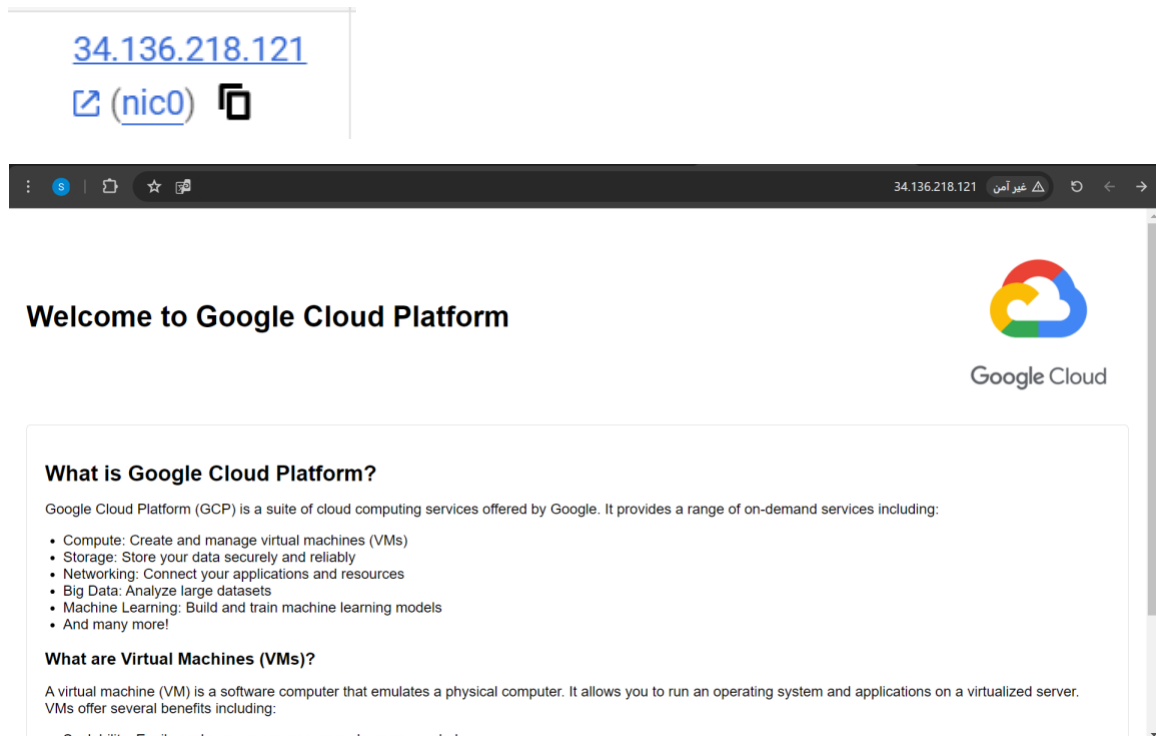 34.136.218.121
(nic0)
S
34.136.218.121 غير آمن
Welcome to Google Cloud Platform
Google Cloud
What is Google Cloud Platform?
Google Cloud Platform (GCP) is a suite of cloud computing services offered by Google. It provides a range of on-demand services including:
• Compute: Create and manage virtual machines (VMs)
• Storage: Store your data securely and reliably
• Networking: Connect your applications and resources
• Big Data: Analyze large datasets
• Machine Learning: Build and train machine learning models
• And many more!
What are Virtual Machines (VMs)?
A virtual machine (VM) is a software computer that emulates a physical computer. It allows you to run an operating system and applications on a virtualized server.
VMs offer several benefits including: